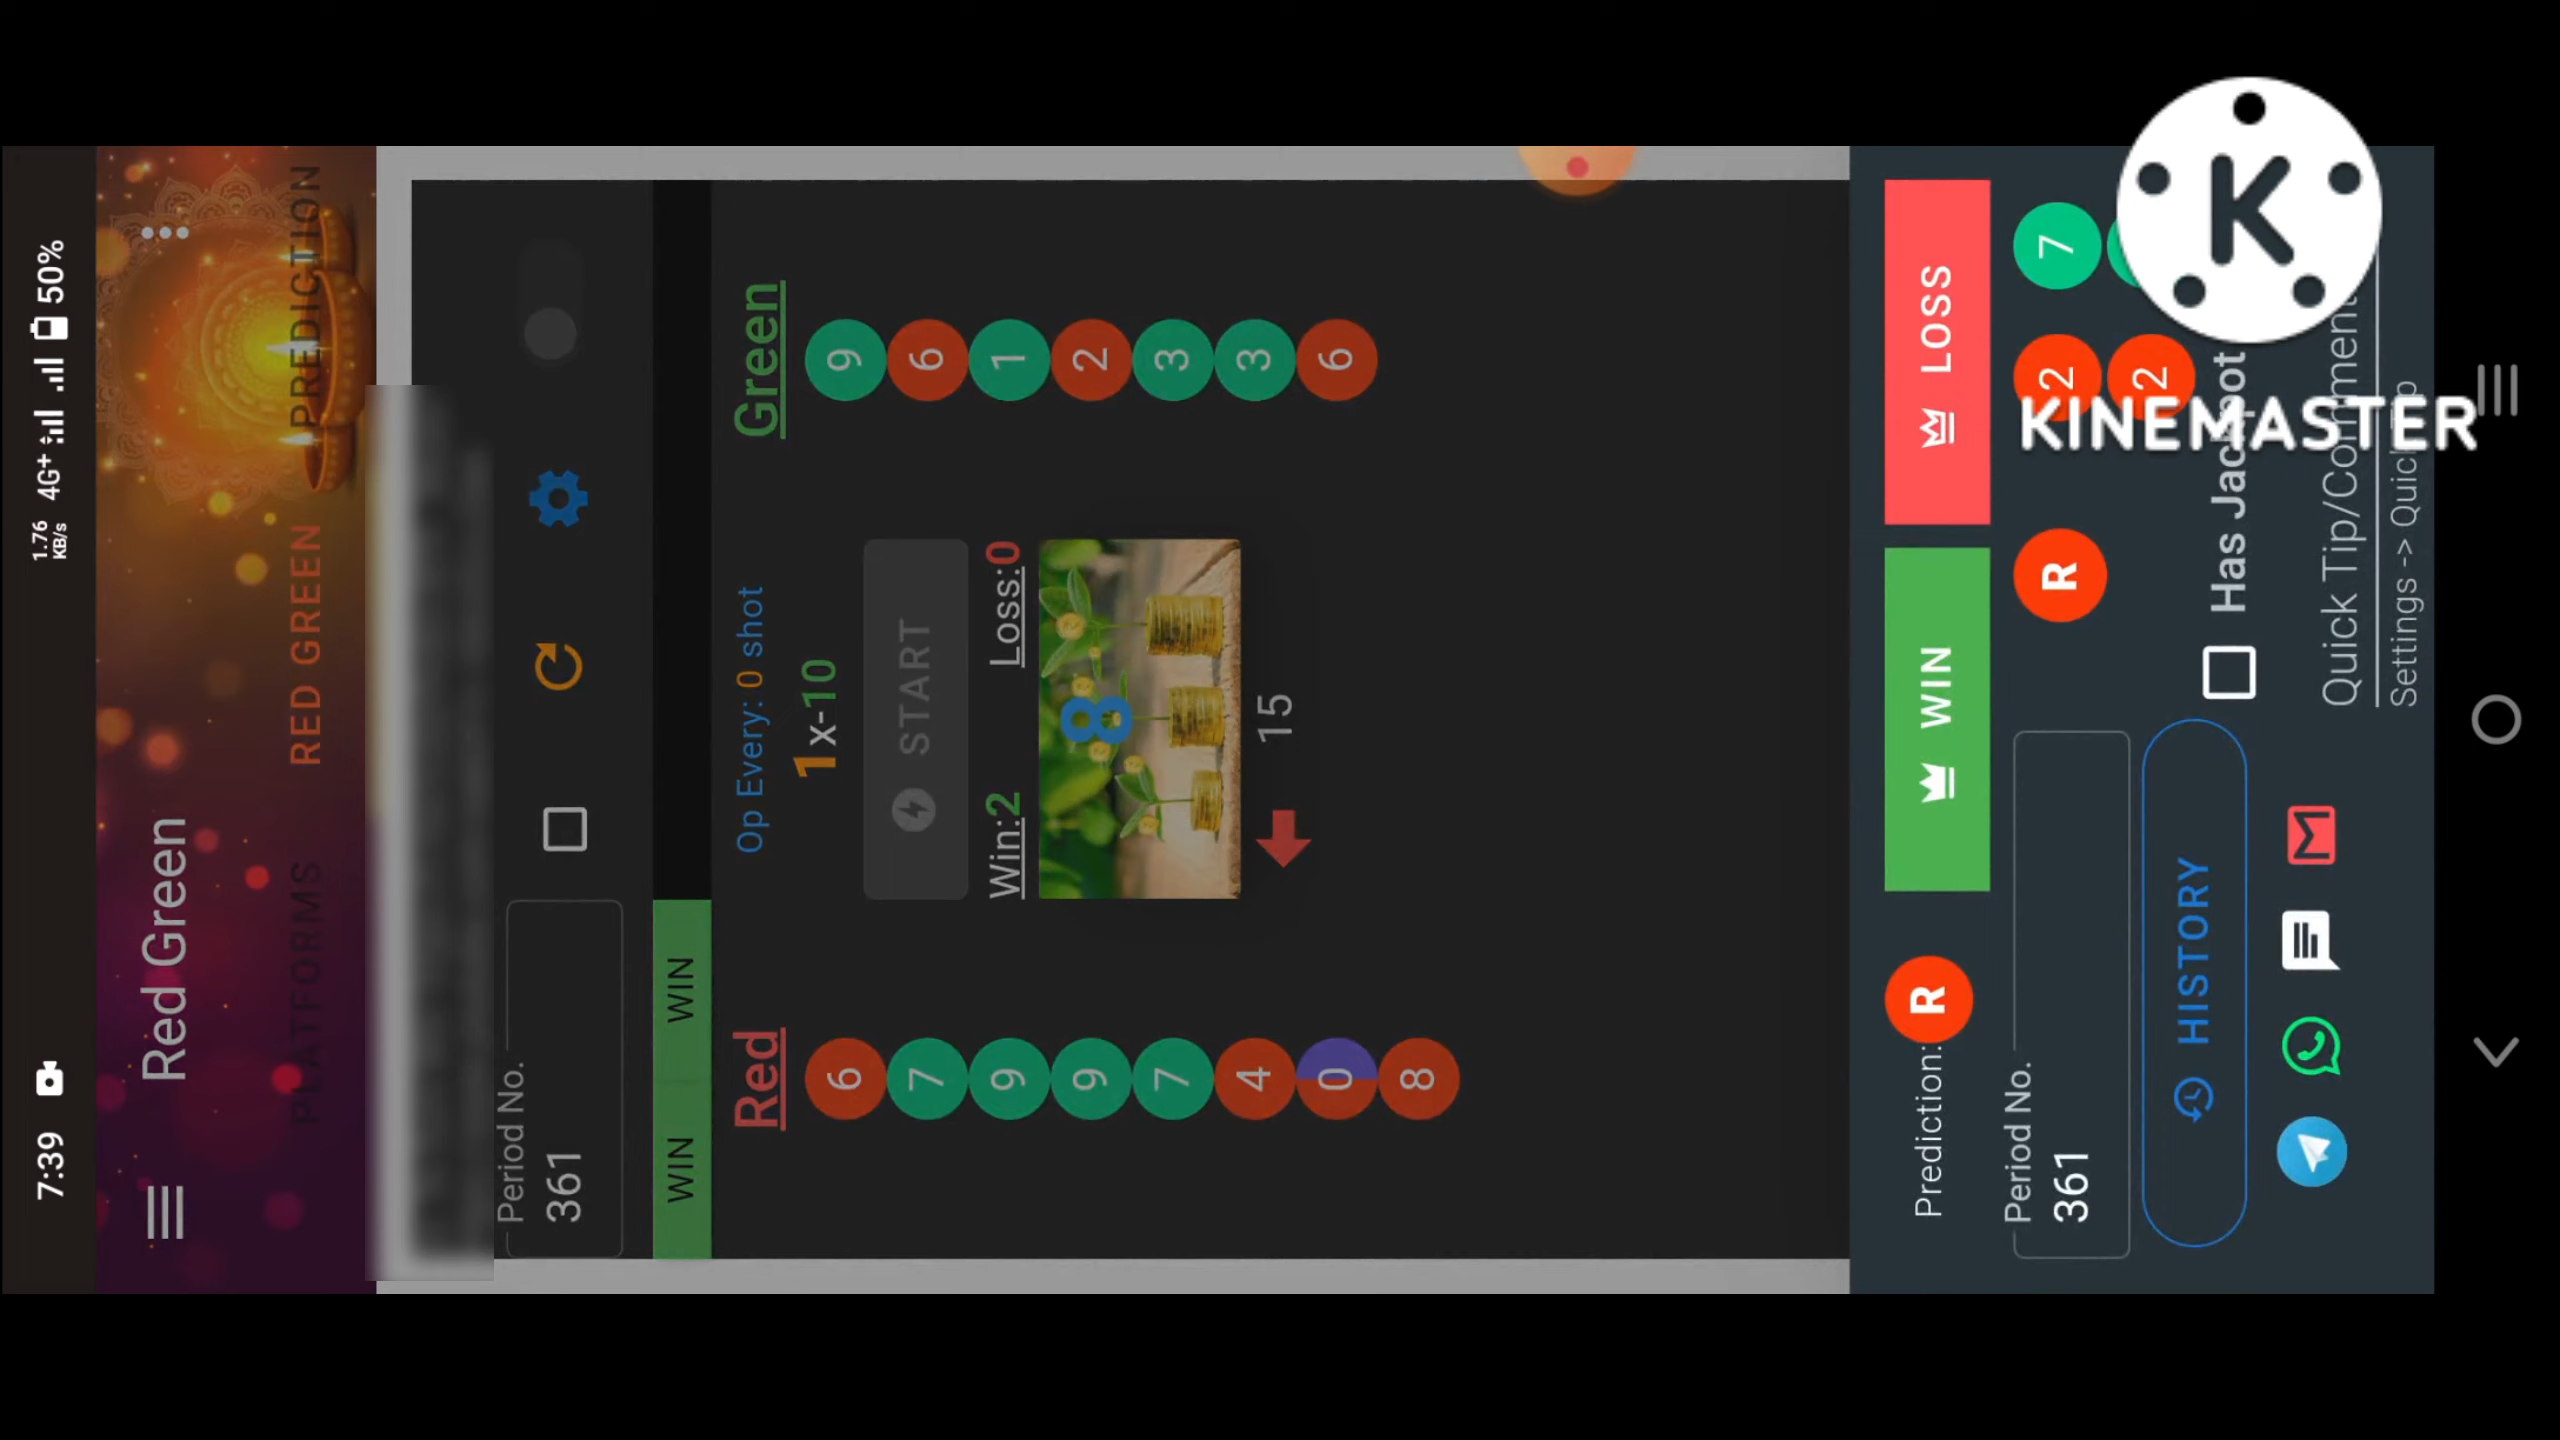 7:39
1.76 KB/s 4G+ 50%
Red Green
PLATFORMS RED GREEN PREDICTION
Period No.
361
WIN WIN
Red
6
7
9
9
7
4
0
8
Op Every: 0 shot
1x-10
START
Win:2 Loss:0
8
15
Green
9
6
1
2
3
3
6
Prediction: R
WIN LOSS
Period No.
361
R 2 7
2
HISTORY
Has Jackpot
Quick Tip/Comment
Settings -> Quick Tip
K
KINEMASTER